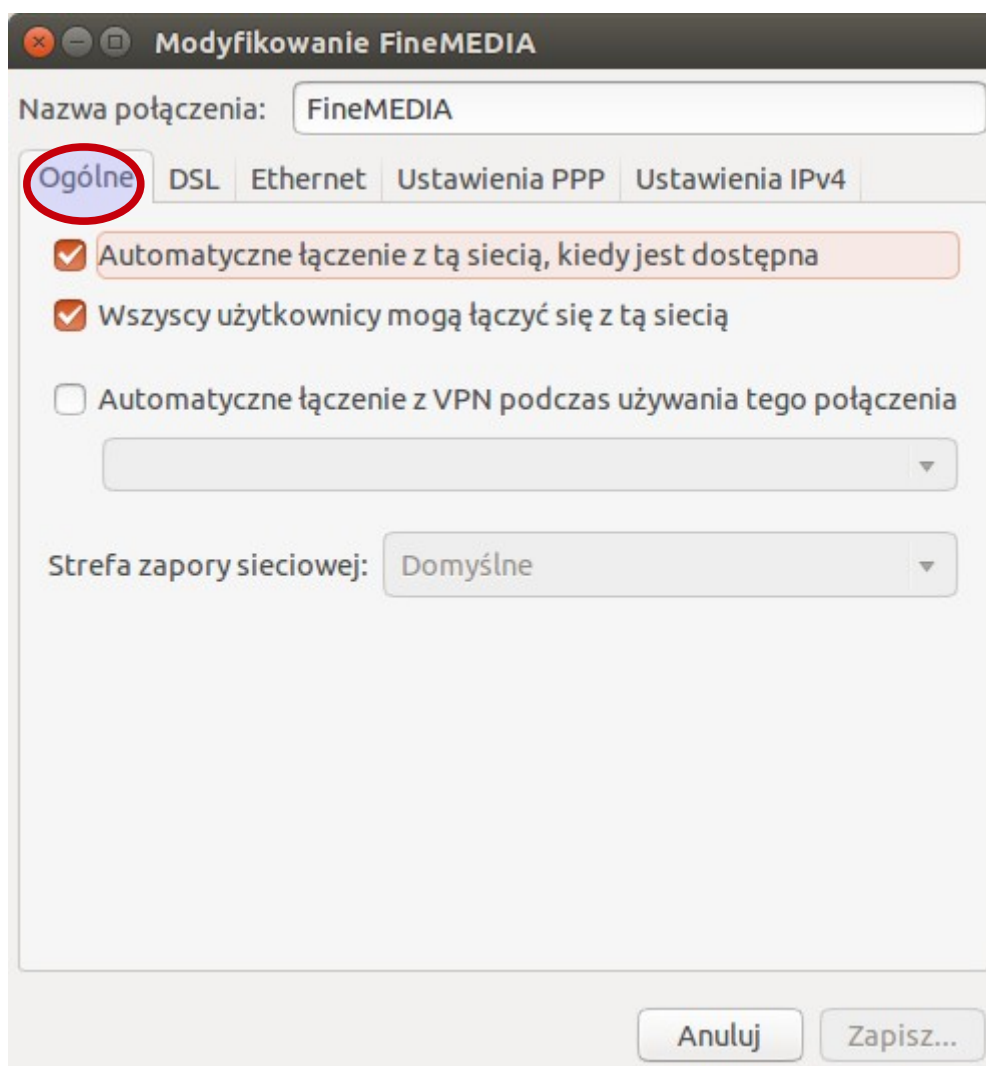 Modyfikowanie FineMEDIA
Nazwa połączenia: FineMEDIA
Ogólne DSL Ethernet Ustawienia PPP Ustawienia IPv4
Automatyczne łączenie z tą siecią, kiedy jest dostępna
Wszyscy użytkownicy mogą łączyć się z tą siecią
Automatyczne łączenie z VPN podczas używania tego połączenia
Strefa zapory sieciowej: Domyślne
Anuluj Zapisz...